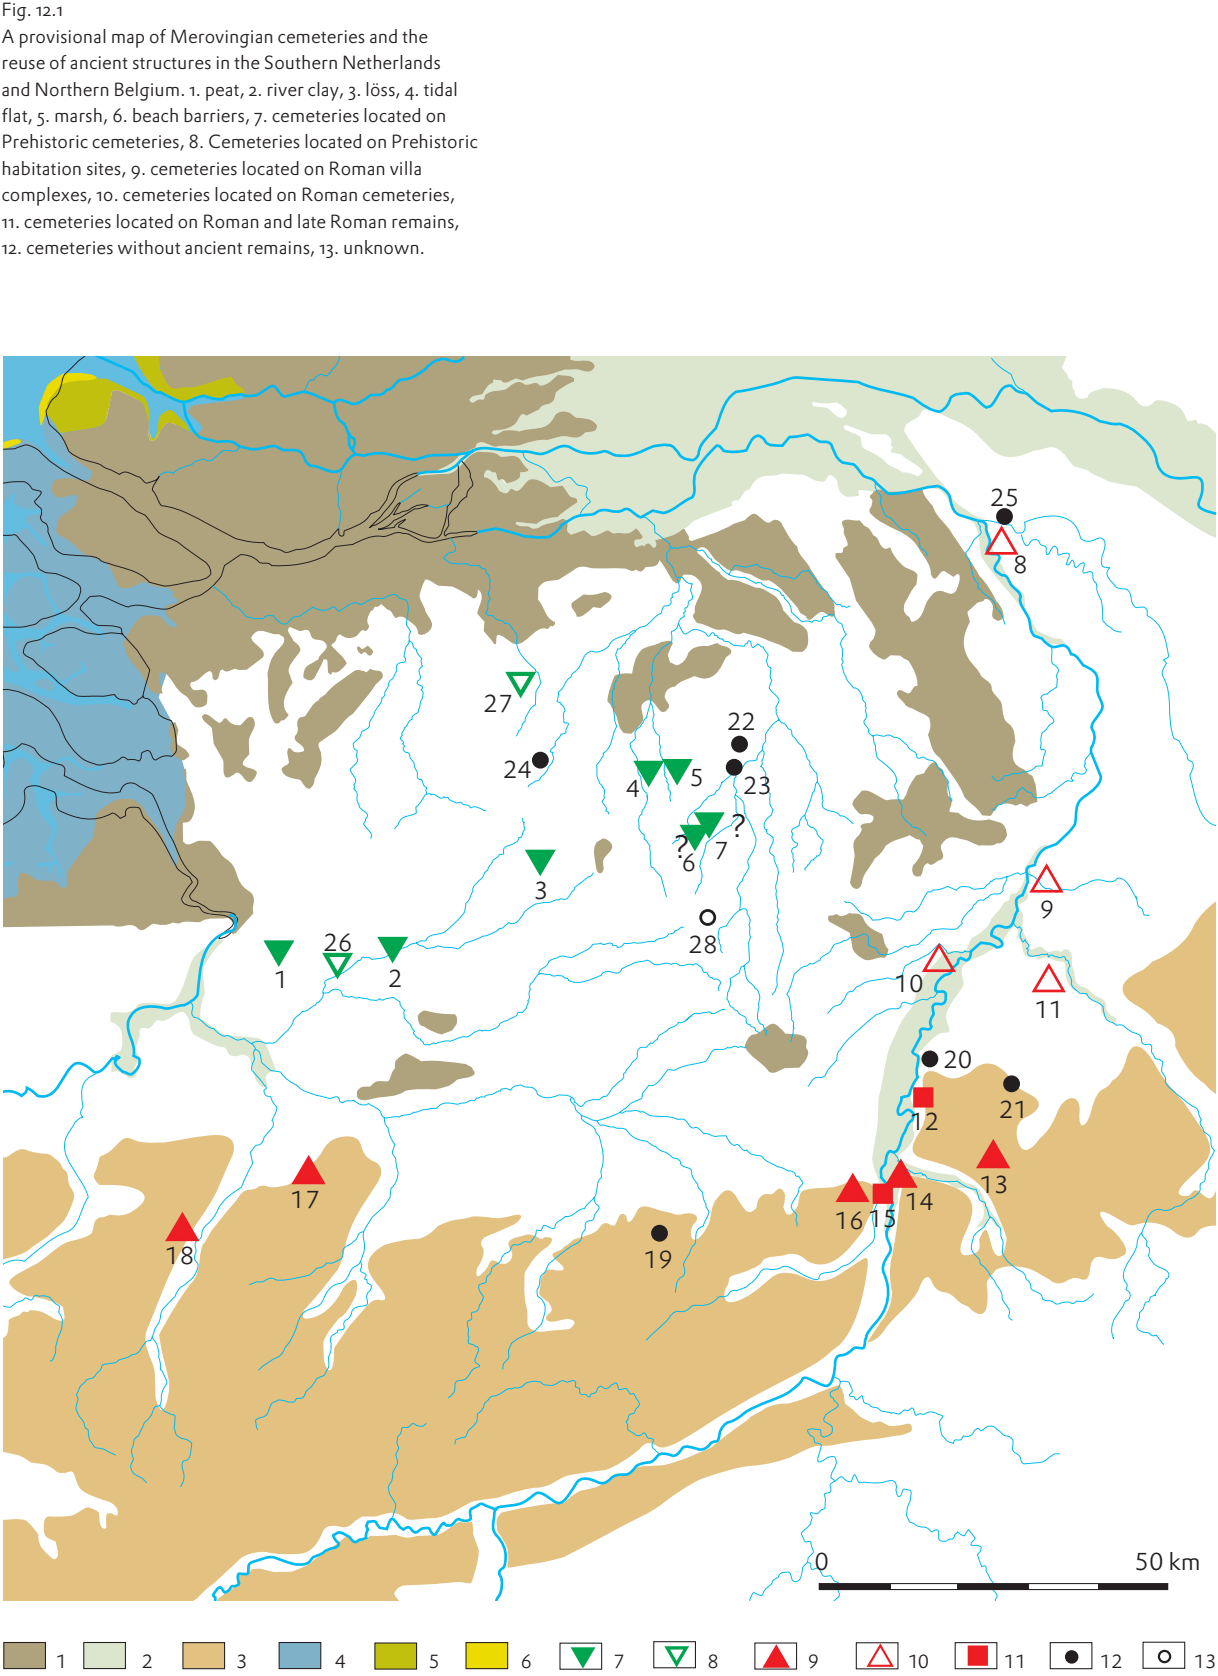 Fig. 12.1
A provisional map of Merovingian cemeteries and the
reuse of ancient structures in the Southern Netherlands
and Northern Belgium. 1. peat, 2. river clay, 3. löss, 4. tidal
flat, 5. marsh, 6. beach barriers, 7. cemeteries located on
Prehistoric cemeteries, 8. Cemeteries located on Prehistoric
habitation sites, 9. cemeteries located on Roman villa
complexes, 10. cemeteries located on Roman cemeteries,
11. cemeteries located on Roman and late Roman remains,
12. cemeteries without ancient remains, 13. unknown.
25
8
27
22
24
4
5
23
?
?
6
7
3
9
28
26
1
2
10
11
20
21
12
13
17
14
16
15
18
19
0 50 km
1 2 3 4 5 6 7 8 9 10 11 12 13